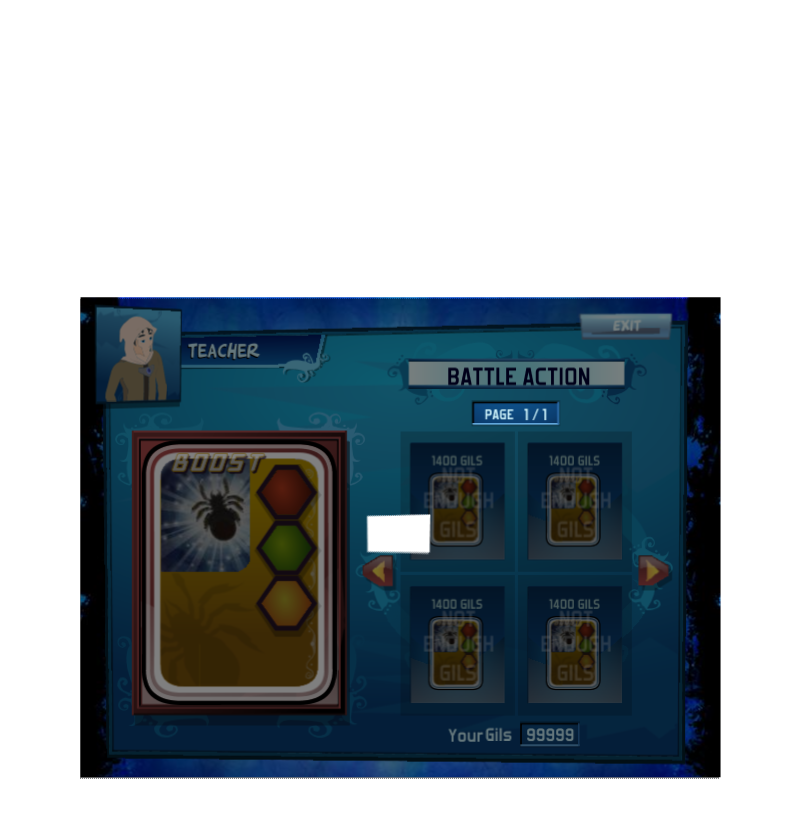 EXIT
TEACHER
BATTLE ACTION
PAGE 1/1
BOOST
1400 GILS
NOT
ENOUGH
GILS
1400 GILS
NOT
ENOUGH
GILS
1400 GILS
NOT
ENOUGH
GILS
1400 GILS
NOT
ENOUGH
GILS
Your Gils 99999